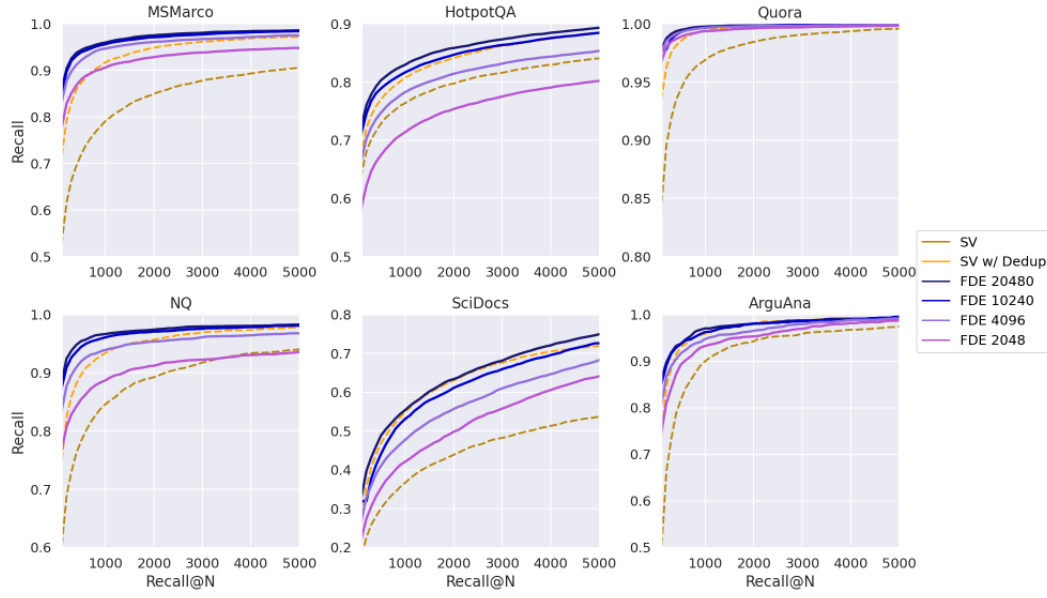 MSMarco
HotpotQA
Quora
1.0
0.9
0.8
0.7
0.6
0.5
Recall
1000 2000 3000 4000 5000
0.9
0.8
0.7
0.6
0.5
1000 2000 3000 4000 5000
1.00
0.95
0.90
0.85
0.80
1000 2000 3000 4000 5000
SV
SV w/ Dedup
FDE 20480
FDE 10240
FDE 4096
FDE 2048
NQ
SciDocs
ArguAna
1.0
0.9
0.8
0.7
0.6
Recall
1000 2000 3000 4000 5000
Recall@N
0.8
0.7
0.6
0.5
0.4
0.3
0.2
1000 2000 3000 4000 5000
Recall@N
1.0
0.9
0.8
0.7
0.6
0.5
1000 2000 3000 4000 5000
Recall@N